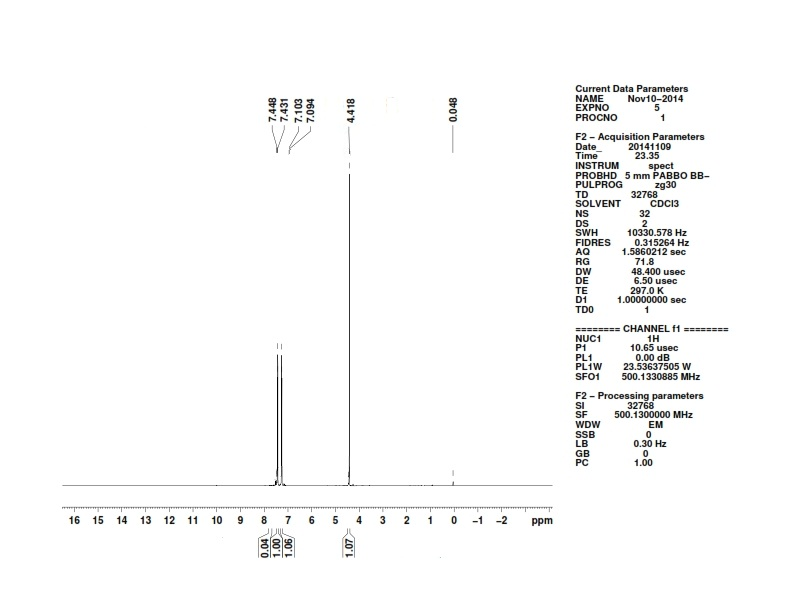 7.448
7.431
7.103
7.094
4.418
0.048
Current Data Parameters
NAME Nov10-2014
EXPNO 5
PROCNO 1
F2 - Acquisition Parameters
Date_ 20141109
Time 23.35
INSTRUM spect
PROBHD 5 mm PABBO BB-
PULPROG zg30
TD 32768
SOLVENT CDCl3
NS 32
DS 2
SWH 10330.578 Hz
FIDRES 0.315264 Hz
AQ 1.5860212 sec
RG 71.8
DW 48.400 usec
DE 6.50 usec
TE 297.0 K
D1 1.00000000 sec
TD0 1
======== CHANNEL f1 ========
NUC1 1H
P1 10.65 usec
PL1 0.00 dB
PL1W 23.53637505 W
SFO1 500.1330885 MHz
F2 - Processing parameters
SI 32768
SF 500.1300000 MHz
WDW EM
SSB 0
LB 0.30 Hz
GB 0
PC 1.00
16 15 14 13 12 11 10 9 8 7 6 5 4 3 2 1 0 -1 -2 ppm
0.04
1.00
1.06
1.07